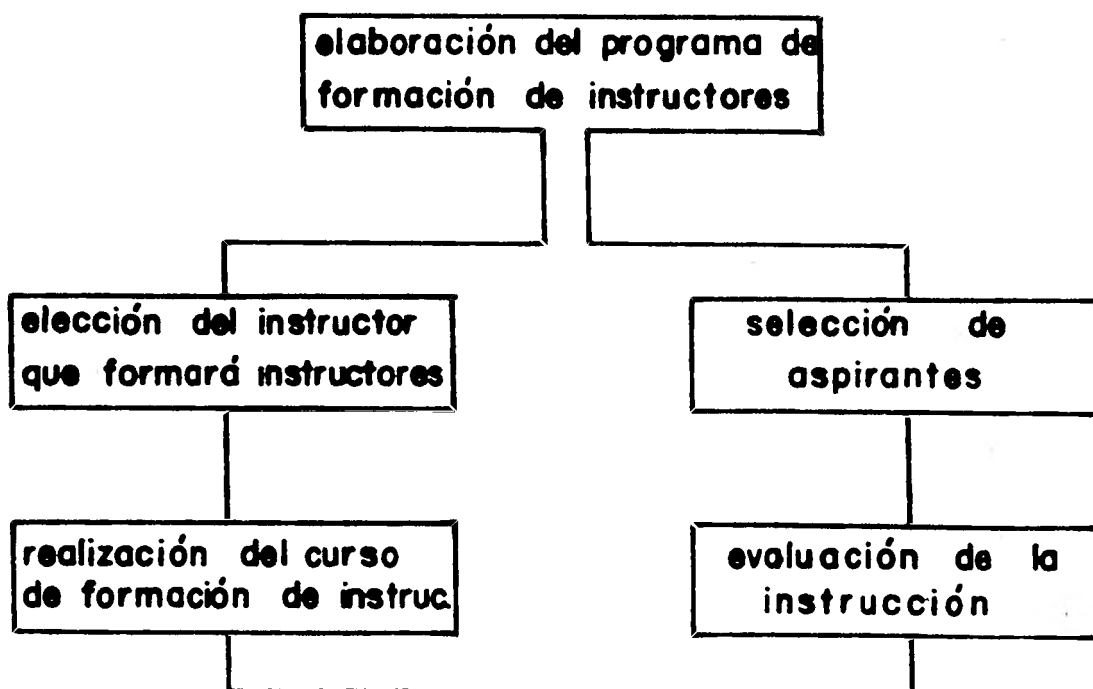 elaboración del programa de
formación de instructores
elección del instructor
que formará instructores
selección de
aspirantes
realización del curso
de formación de instruc.
evaluación de la
instrucción